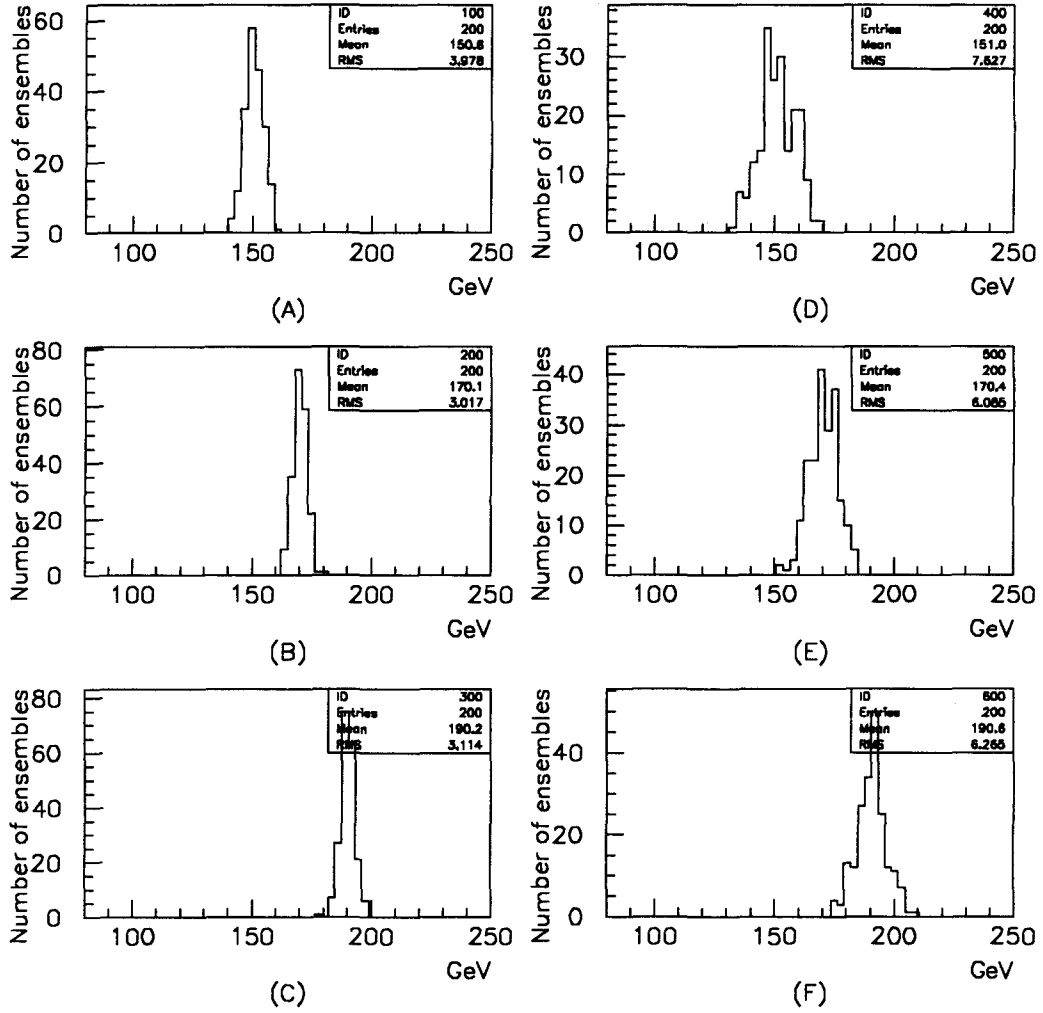 Number of ensembles
60
40
20
0
ID 100
Entries 200
Mean 150.6
RMS 3.978
100 150 200 250
GeV
(A)
Number of ensembles
30
20
10
0
ID 400
Entries 200
Mean 151.0
RMS 7.627
100 150 200 250
GeV
(D)
Number of ensembles
80
60
40
20
0
ID 200
Entries 200
Mean 170.1
RMS 3.017
100 150 200 250
GeV
(B)
Number of ensembles
40
30
20
10
0
ID 500
Entries 200
Mean 170.4
RMS 6.065
100 150 200 250
GeV
(E)
Number of ensembles
80
60
40
20
0
ID 300
Entries 200
Mean 190.2
RMS 3.114
100 150 200 250
GeV
(C)
Number of ensembles
40
20
0
ID 600
Entries 200
Mean 190.6
RMS 6.265
100 150 200 250
GeV
(F)